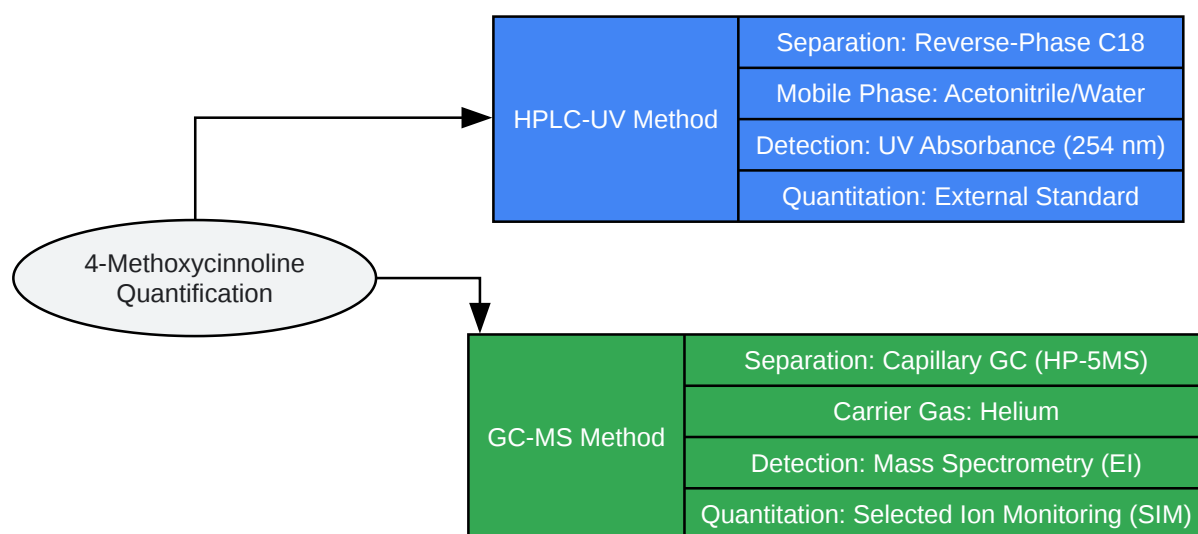 Separation: Reverse-Phase C18
Mobile Phase: Acetonitrile/Water
HPLC-UV Method
Detection: UV Absorbance (254 nm)
Quantitation: External Standard
4-Methoxycinnoline
Quantification
Separation: Capillary GC (HP-5MS)
Carrier Gas: Helium
GC-MS Method
Detection: Mass Spectrometry (EI)
Quantitation: Selected Ion Monitoring (SIM)